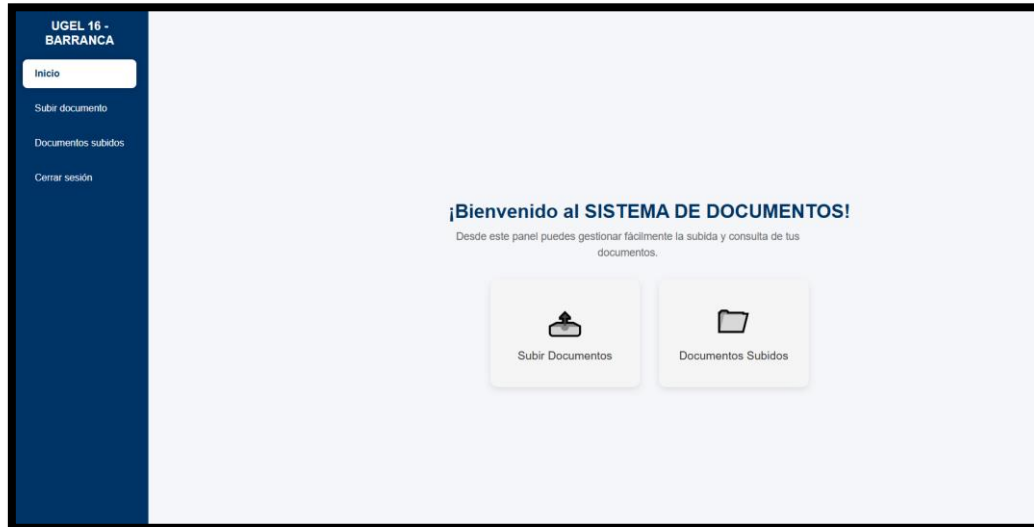 UGEL 16 -
BARRANCA
Inicio
Subir documento
Documentos subidos
Cerrar sesión
¡Bienvenido al SISTEMA DE DOCUMENTOS!
Desde este panel puedes gestionar fácilmente la subida y consulta de tus
documentos.
Subir Documentos
Documentos Subidos